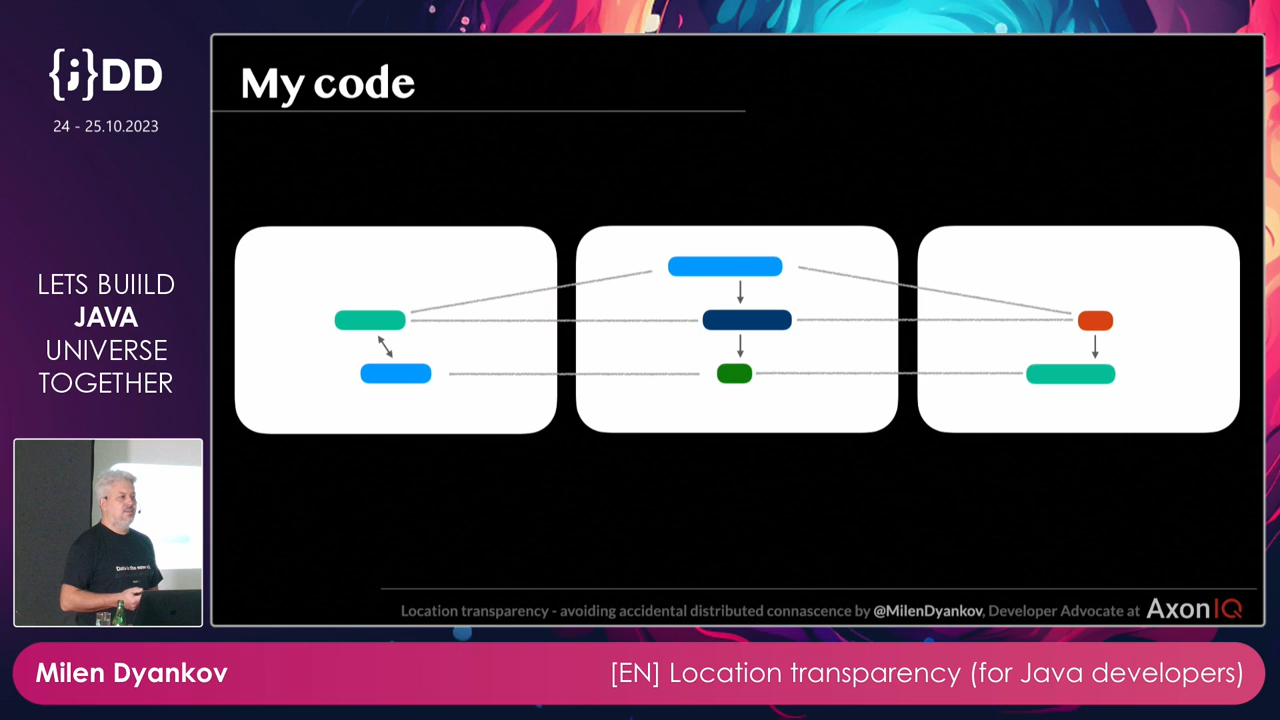 {j}DD
24 - 25.10.2023
LETS BUIILD
JAVA
UNIVERSE
TOGETHER
My code
Location transparency - avoiding accidental distributed connascence by @MilenDyankov, Developer Advocate at AxonIQ
Milen Dyankov
[EN] Location transparency (for Java developers)